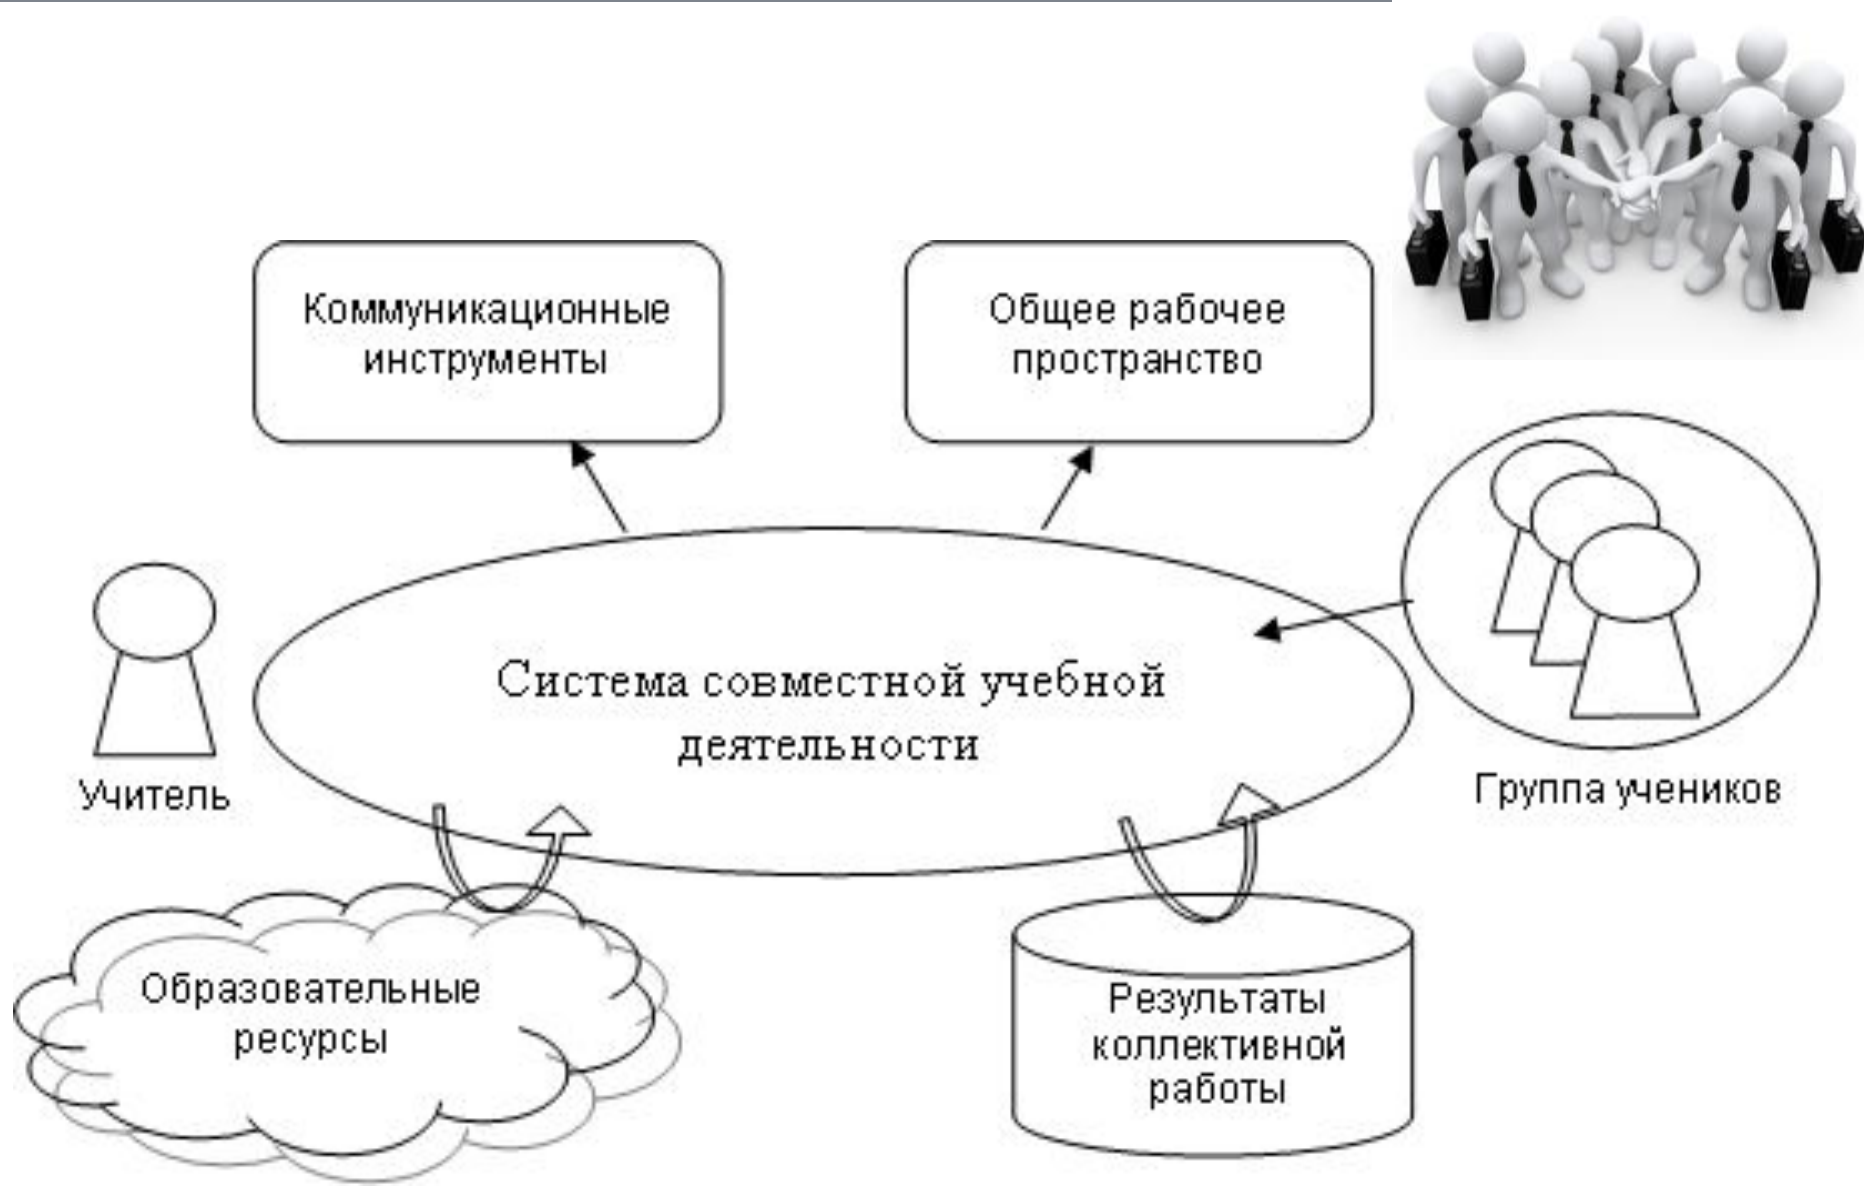 Коммуникационные
инструменты
Общее рабочее
пространство
Система совместной учебной
деятельности
Учитель
Группа учеников
Образовательные
ресурсы
Результаты
коллективной
работы